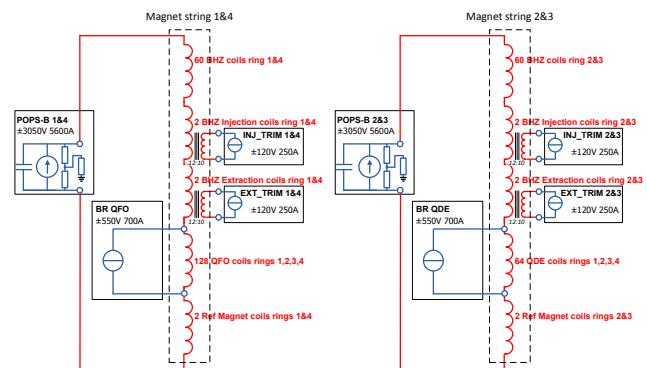 Magnet string 1&4
60 BHZ coils ring 1&4
POPS-B 1&4
±3050V 5600A
2 BHZ Injection coils ring 1&4
INJ_TRIM 1&4
±120V 250A
12:10
2 BHZ Extraction coils ring 1&4
EXT_TRIM 1&4
±120V 250A
12:10
BR QFO
±550V 700A
128 QFO coils rings 1,2,3,4
2 Ref Magnet coils rings 1&4
Magnet string 2&3
60 BHZ coils ring 2&3
POPS-B 2&3
±3050V 5600A
2 BHZ Injection coils ring 2&3
INJ_TRIM 2&3
±120V 250A
12:10
2 BHZ Extraction coils ring 2&3
EXT_TRIM 2&3
±120V 250A
12:10
BR QDE
±550V 700A
64 QDE coils rings 1,2,3,4
2 Ref Magnet coils rings 2&3